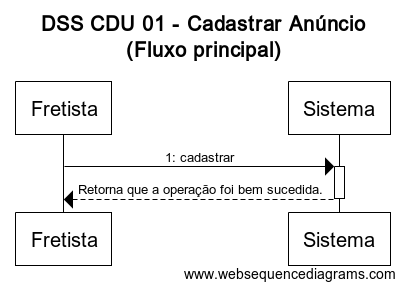 DSS CDU 01 - Cadastrar Anúncio
(Fluxo principal)
Fretista
Sistema
1: cadastrar
Retorna que a operação foi bem sucedida.
Fretista
Sistema
www.websequencediagrams.com